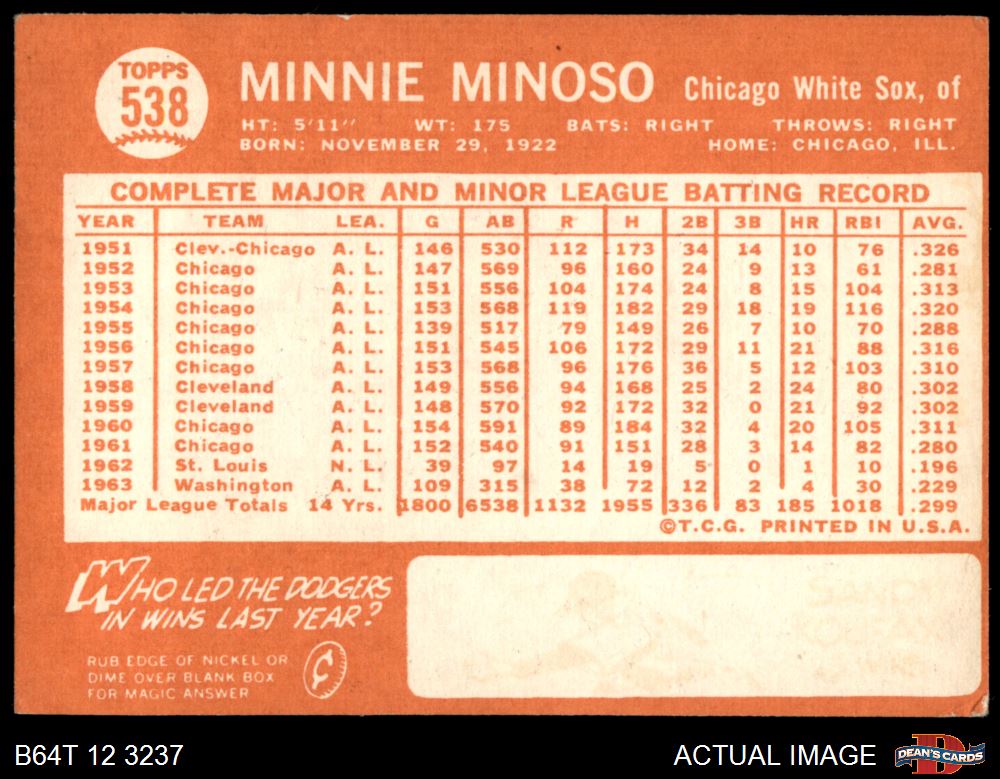 TOPPS
538
MINNIE MINOSO Chicago White Sox, of
HT: 5'11" WT: 175 BATS: RIGHT THROWS: RIGHT
BORN: NOVEMBER 29, 1922 HOME: CHICAGO, ILL.
COMPLETE MAJOR AND MINOR LEAGUE BATTING RECORD
YEAR TEAM LEA. G AB R H 2B 3B HR RBI AVG.
1951 Clev.-Chicago A. L. 146 530 112 173 34 14 10 76 .326
1952 Chicago A. L. 147 569 96 160 24 9 13 61 .281
1953 Chicago A. L. 151 556 104 174 24 8 15 104 .313
1954 Chicago A. L. 153 568 119 182 29 18 19 116 .320
1955 Chicago A. L. 139 517 79 149 26 7 10 70 .288
1956 Chicago A. L. 151 545 106 172 29 11 21 88 .316
1957 Chicago A. L. 153 568 96 176 36 5 12 103 .310
1958 Cleveland A. L. 149 556 94 168 25 2 24 80 .302
1959 Cleveland A. L. 148 570 92 172 32 0 21 92 .302
1960 Chicago A. L. 154 591 89 184 32 4 20 105 .311
1961 Chicago A. L. 152 540 91 151 28 3 14 82 .280
1962 St. Louis N. L. 39 97 14 19 5 0 1 10 .196
1963 Washington A. L. 109 315 38 72 12 2 4 30 .229
Major League Totals 14 Yrs. 1800 6538 1132 1955 336 83 185 1018 .299
©T.C.G. PRINTED IN U.S.A.
WHO LED THE DODGERS
IN WINS LAST YEAR?
RUB EDGE OF NICKEL OR
DIME OVER BLANK BOX
FOR MAGIC ANSWER
¢
B64T 12 3237 ACTUAL IMAGE D DEAN'S CARDS